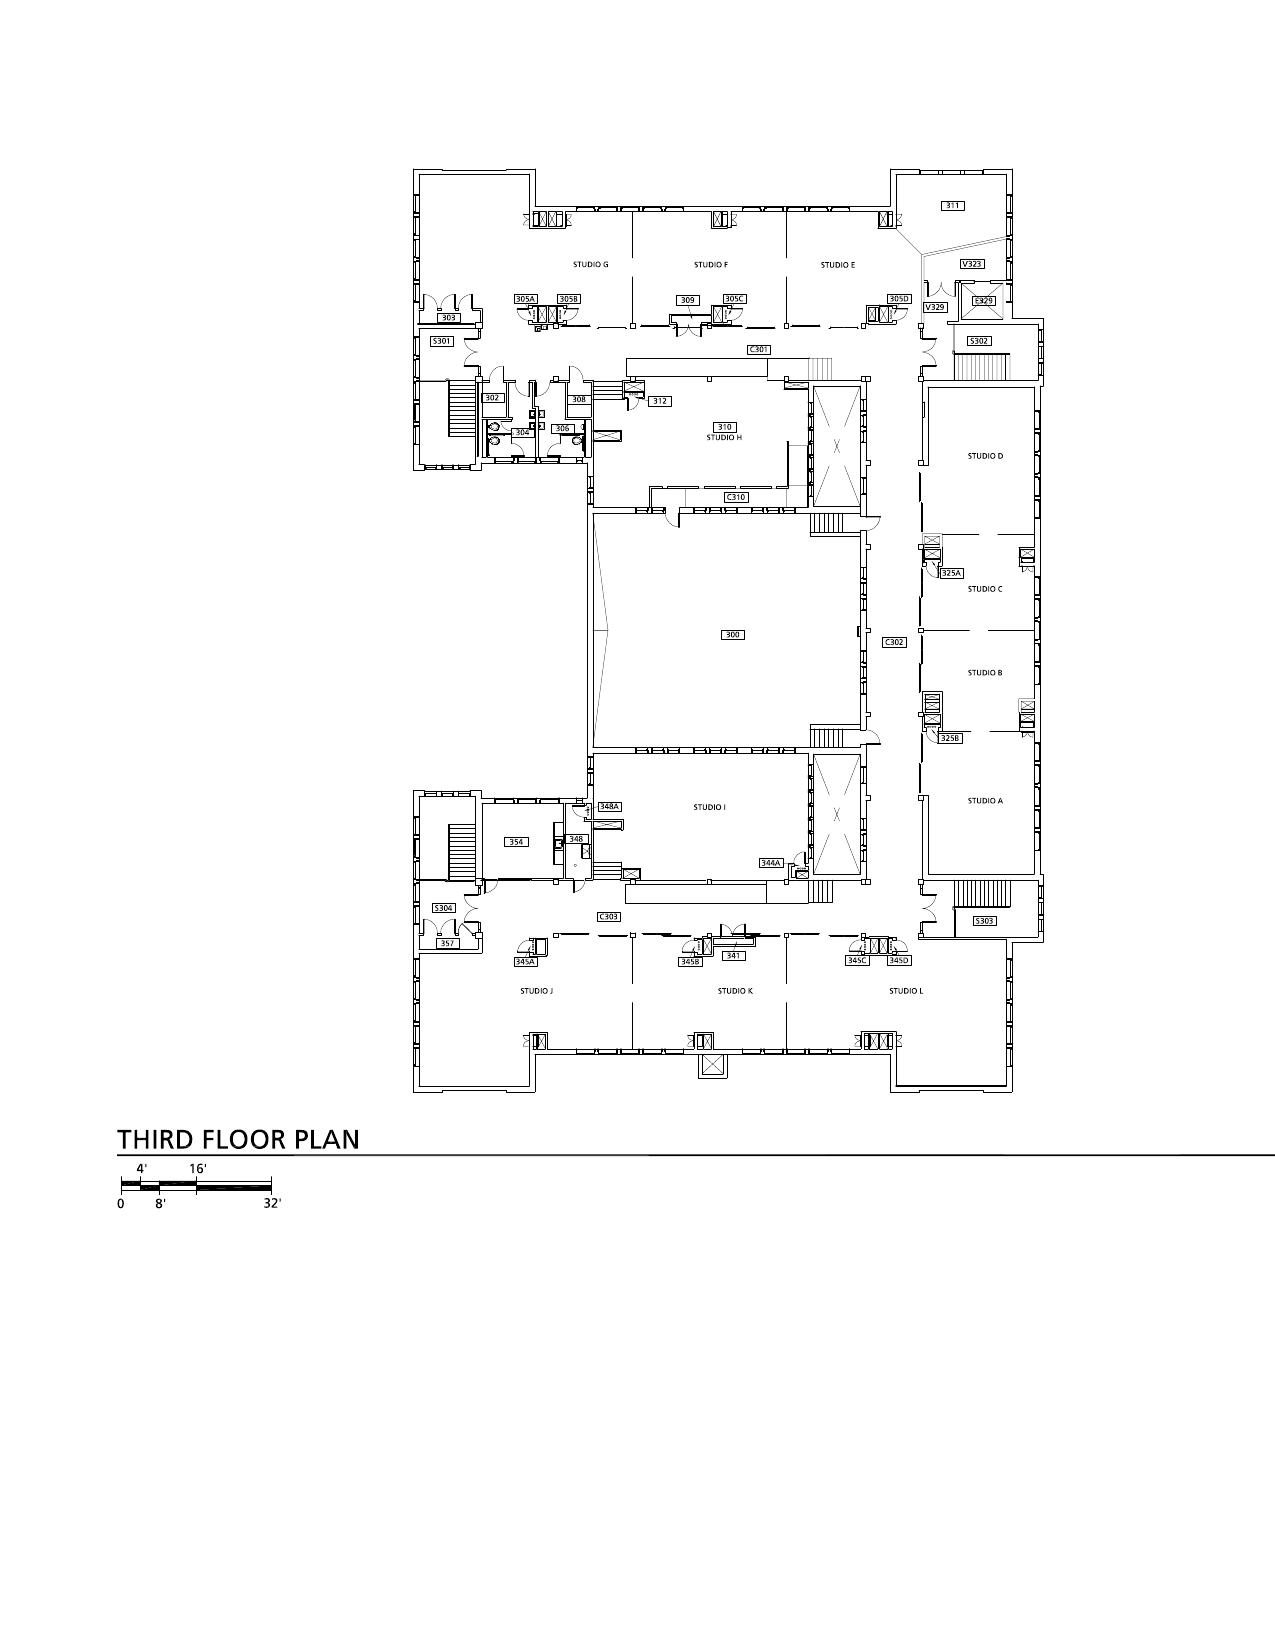 311
STUDIO G
STUDIO F
STUDIO E
V323
305A
305B
309
305C
305D
E329
V329
303
S301
C301
S302
302
308
312
304
306
310
STUDIO H
STUDIO D
C310
325A
STUDIO C
300
C302
STUDIO B
325B
STUDIO A
348A
STUDIO I
354
348
344A
S304
C303
S303
357
345A
345B
341
345C
345D
STUDIO J
STUDIO K
STUDIO L
THIRD FLOOR PLAN
4' 16'
0 8' 32'